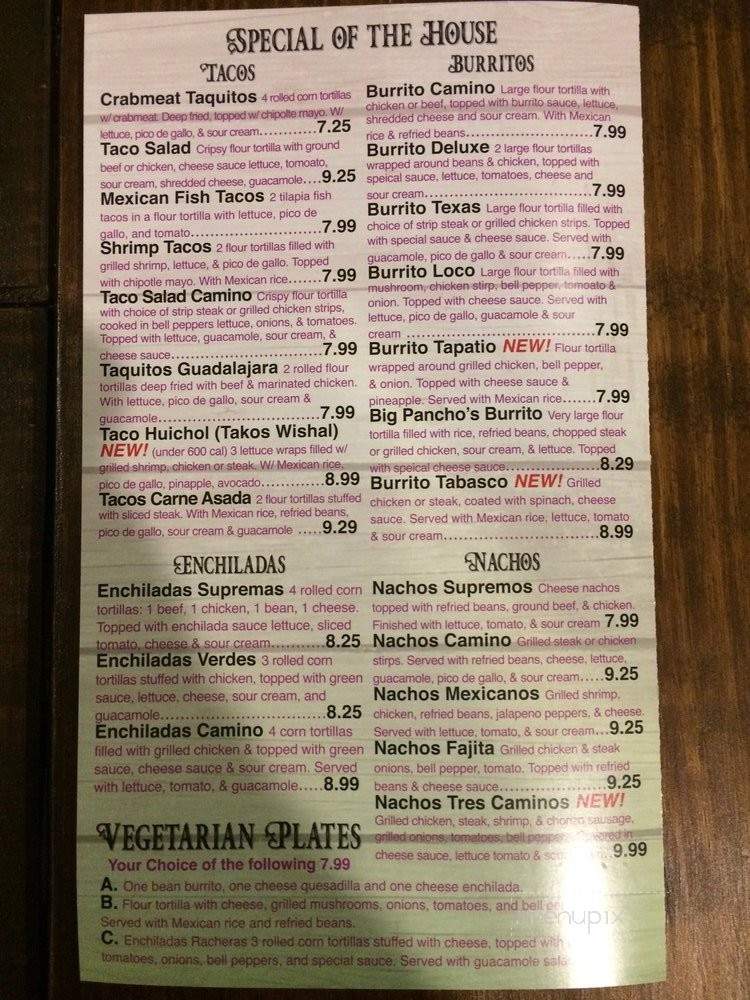 Special of the House
Tacos
Crabmeat Taquitos 4 rolled corn tortillas
w/ crabmeat. Deep fried, topped w/ chipolte mayo. W/
lettuce, pico de gallo, & sour cream............7.25
Taco Salad Cripsy flour tortilla with ground
beef or chicken, cheese sauce lettuce, tomoato,
sour cream, shredded cheese, guacamole....9.25
Mexican Fish Tacos 2 tilapia fish
tacos in a flour tortilla with lettuce, pico de
gallo, and tomato.......................7.99
Shrimp Tacos 2 flour tortillas filled with
grilled shrimp, lettuce, & pico de gallo. Topped
with chipotle mayo. With Mexican rice.......7.99
Taco Salad Camino Crispy flour tortilla
with choice of strip steak or grilled chicken strips,
cooked in bell peppers lettuce, onions, & tomatoes.
Topped with lettuce, guacamole, sour cream, &
cheese sauce............................7.99
Taquitos Guadalajara 2 rolled flour
tortillas deep fried with beef & marinated chicken.
With lettuce, pico de gallo, sour cream &
guacamole..............................7.99
Taco Huichol (Takos Wishal)
NEW! (under 600 cal) 3 lettuce wraps filled w/
grilled shrimp, chicken or steak. W/ Mexican rice,
pico de gallo, pinapple, avocado...........8.99
Tacos Carne Asada 2 flour tortillas stuffed
with sliced steak. With Mexican rice, refried beans,
pico de gallo, sour cream & guacamole .....9.29
Burritos
Burrito Camino Large flour tortilla with
chicken or beef, topped with burrito sauce, lettuce,
shredded cheese and sour cream. With Mexican
rice & refried beans....................7.99
Burrito Deluxe 2 large flour tortillas
wrapped around beans & chicken, topped with
speical sauce, lettuce, tomatoes, cheese and
sour cream..........................7.99
Burrito Texas Large flour tortilla filled with
choice of strip steak or grilled chicken strips. Topped
with special sauce & cheese sauce. Served with
guacamole, pico de gallo & sour cream.....7.99
Burrito Loco Large flour tortilla filled with
mushroom, chicken stirp, bell pepper, tomoato &
onion. Topped with cheese sauce. Served with
lettuce, pico de gallo, guacamole & sour
cream ..............................7.99
Burrito Tapatio NEW! Flour tortilla
wrapped around grilled chicken, bell pepper,
& onion. Topped with cheese sauce &
pineapple. Served with Mexican rice.......7.99
Big Pancho's Burrito Very large flour
tortilla filled with rice, refried beans, chopped steak
or grilled chicken, sour cream, & lettuce. Topped
with speical cheese sauce..................8.29
Burrito Tabasco NEW! Grilled
chicken or steak, coated with spinach, cheese
sauce. Served with Mexican rice, lettuce, tomato
& sour cream..........................8.99
Enchiladas
Enchiladas Supremas 4 rolled corn
tortillas: 1 beef, 1 chicken, 1 bean, 1 cheese.
Topped with enchilada sauce lettuce, sliced
tomato, cheese & sour cream...........8.25
Enchiladas Verdes 3 rolled corn
tortillas stuffed with chicken, topped with green
sauce, lettuce, cheese, sour cream, and
guacamole..........................8.25
Enchiladas Camino 4 corn tortillas
filled with grilled chicken & topped with green
sauce, cheese sauce & sour cream. Served
with lettuce, tomato, & guacamole.....8.99
Nachos
Nachos Supremos Cheese nachos
topped with refried beans, ground beef, & chicken.
Finished with lettuce, tomato, & sour cream 7.99
Nachos Camino Grilled steak or chicken
stirps. Served with refried beans, cheese, lettuce,
guacamole, pico de gallo, & sour cream.....9.25
Nachos Mexicanos Grilled shrimp,
chicken, refried beans, jalapeno peppers, & cheese.
Served with lettuce, tomato, & sour cream...9.25
Nachos Fajita Grilled chicken & steak
onions, bell pepper, tomato. Topped with refried
beans & cheese sauce..................9.25
Nachos Tres Caminos NEW!
Grilled chicken, steak, shrimp, & chorizo sausage,
grilled onions, tomatoes, bell in
cheese sauce, lettuce tomato & ...9.99
Vegetarian Plates
Your Choice of the following 7.99
A. One bean burrito, one cheese quesadilla and one cheese enchilada.
B. Flour tortilla with cheese, grilled mushrooms, onions, tomatoes, and bell
Served with Mexican rice and refried beans.
C. Enchiladas Racheras 3 rolled corn tortillas stuffed with cheese, topped with
tomatoes, onions, bell peppers, and special sauce. Served with guacamole